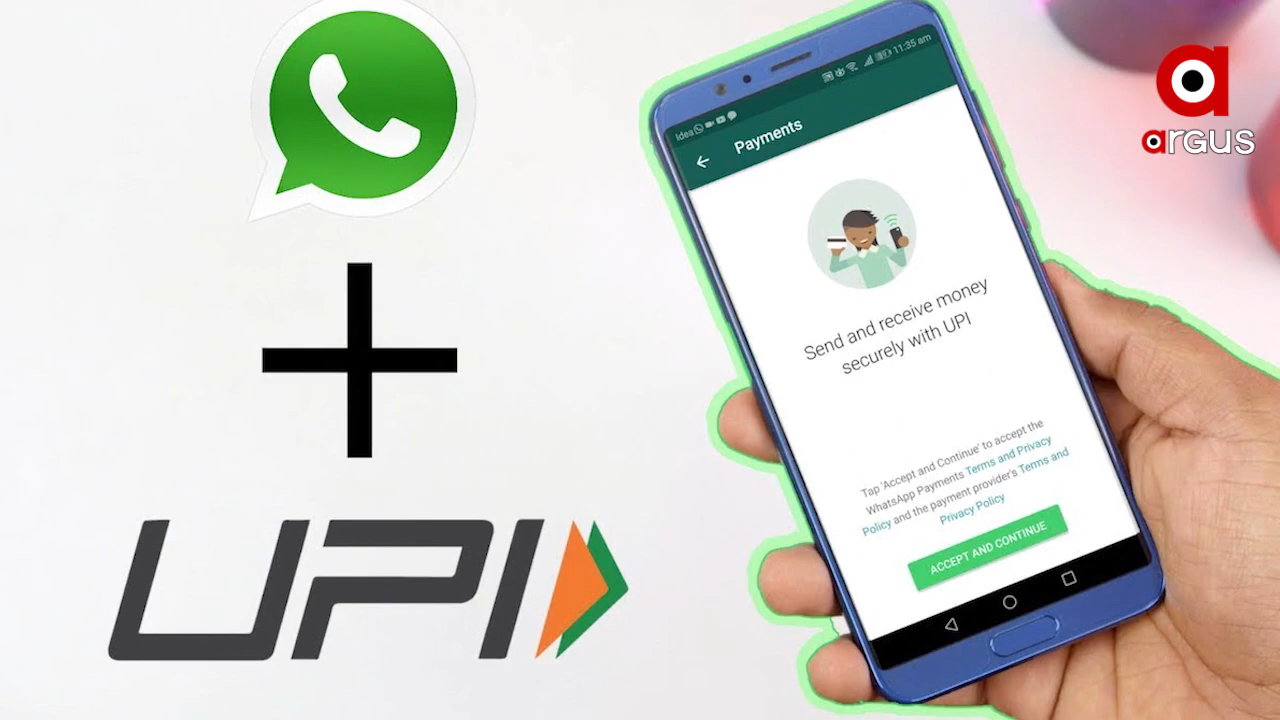 UPI
Idea
11:35 am
Payments
Send and receive money
securely with UPI
Tap 'Accept and Continue' to accept the
WhatsApp Payments Terms and Privacy
Policy and the payment provider's Terms and
Privacy Policy
ACCEPT AND CONTINUE
a
argus